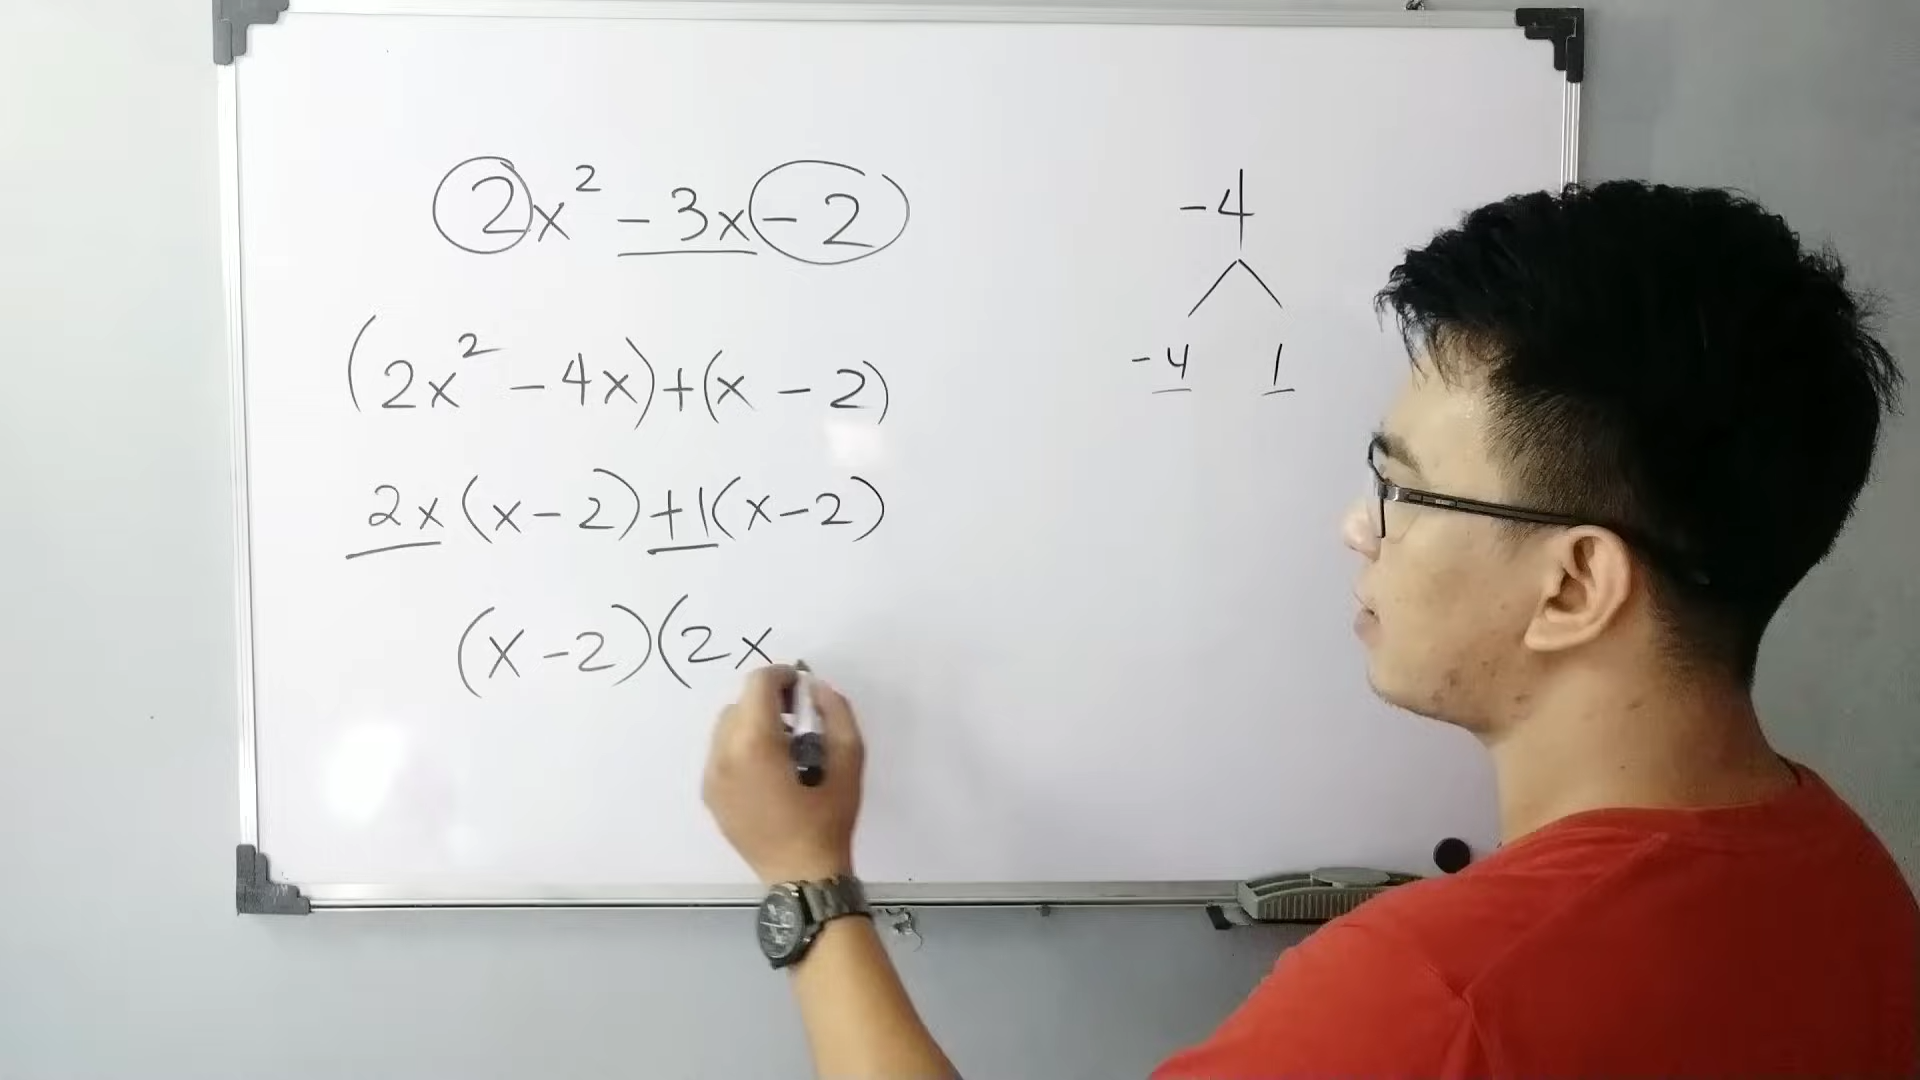 2x² - 3x - 2
(2x² - 4x) + (x - 2)
2x(x - 2) + 1(x - 2)
(x - 2)(2x
-4
-4 1